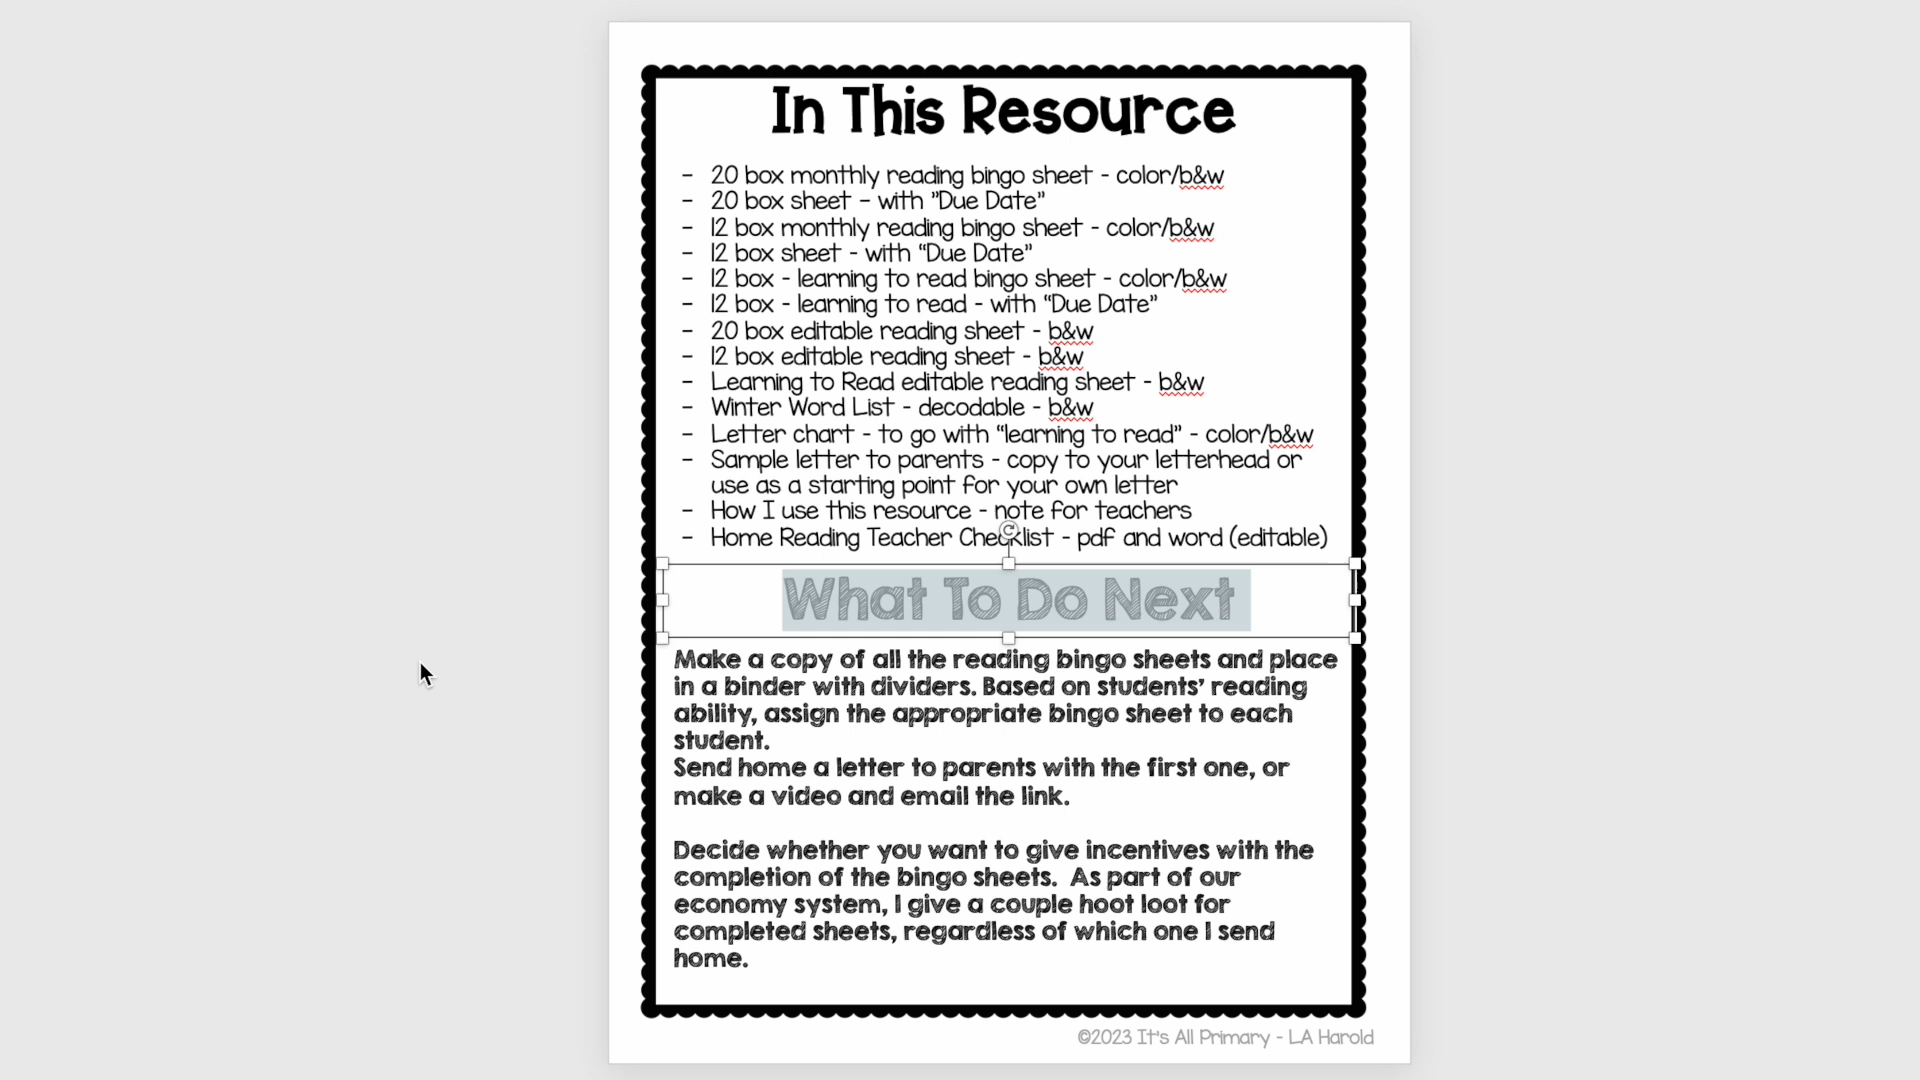 In This Resource
- 20 box monthly reading bingo sheet - color/b&w
- 20 box sheet - with "Due Date"
- 12 box monthly reading bingo sheet - color/b&w
- 12 box sheet - with “Due Date”
- 12 box - learning to read bingo sheet - color/b&w
- 12 box - learning to read - with “Due Date”
- 20 box editable reading sheet - b&w
- 12 box editable reading sheet - b&w
- Learning to Read editable reading sheet - b&w
- Winter Word List - decodable - b&w
- Letter chart - to go with “learning to read” - color/b&w
- Sample letter to parents - copy to your letterhead or
use as a starting point for your own letter
- How I use this resource - note for teachers
- Home Reading Teacher Checklist - pdf and word (editable)
What To Do Next
Make a copy of all the reading bingo sheets and place
in a binder with dividers. Based on students’ reading
ability, assign the appropriate bingo sheet to each
student.
Send home a letter to parents with the first one, or
make a video and email the link.
Decide whether you want to give incentives with the
completion of the bingo sheets.  As part of our
economy system, I give a couple hoot loot for
completed sheets, regardless of which one I send
home.
©2023 It's All Primary - LA Harold